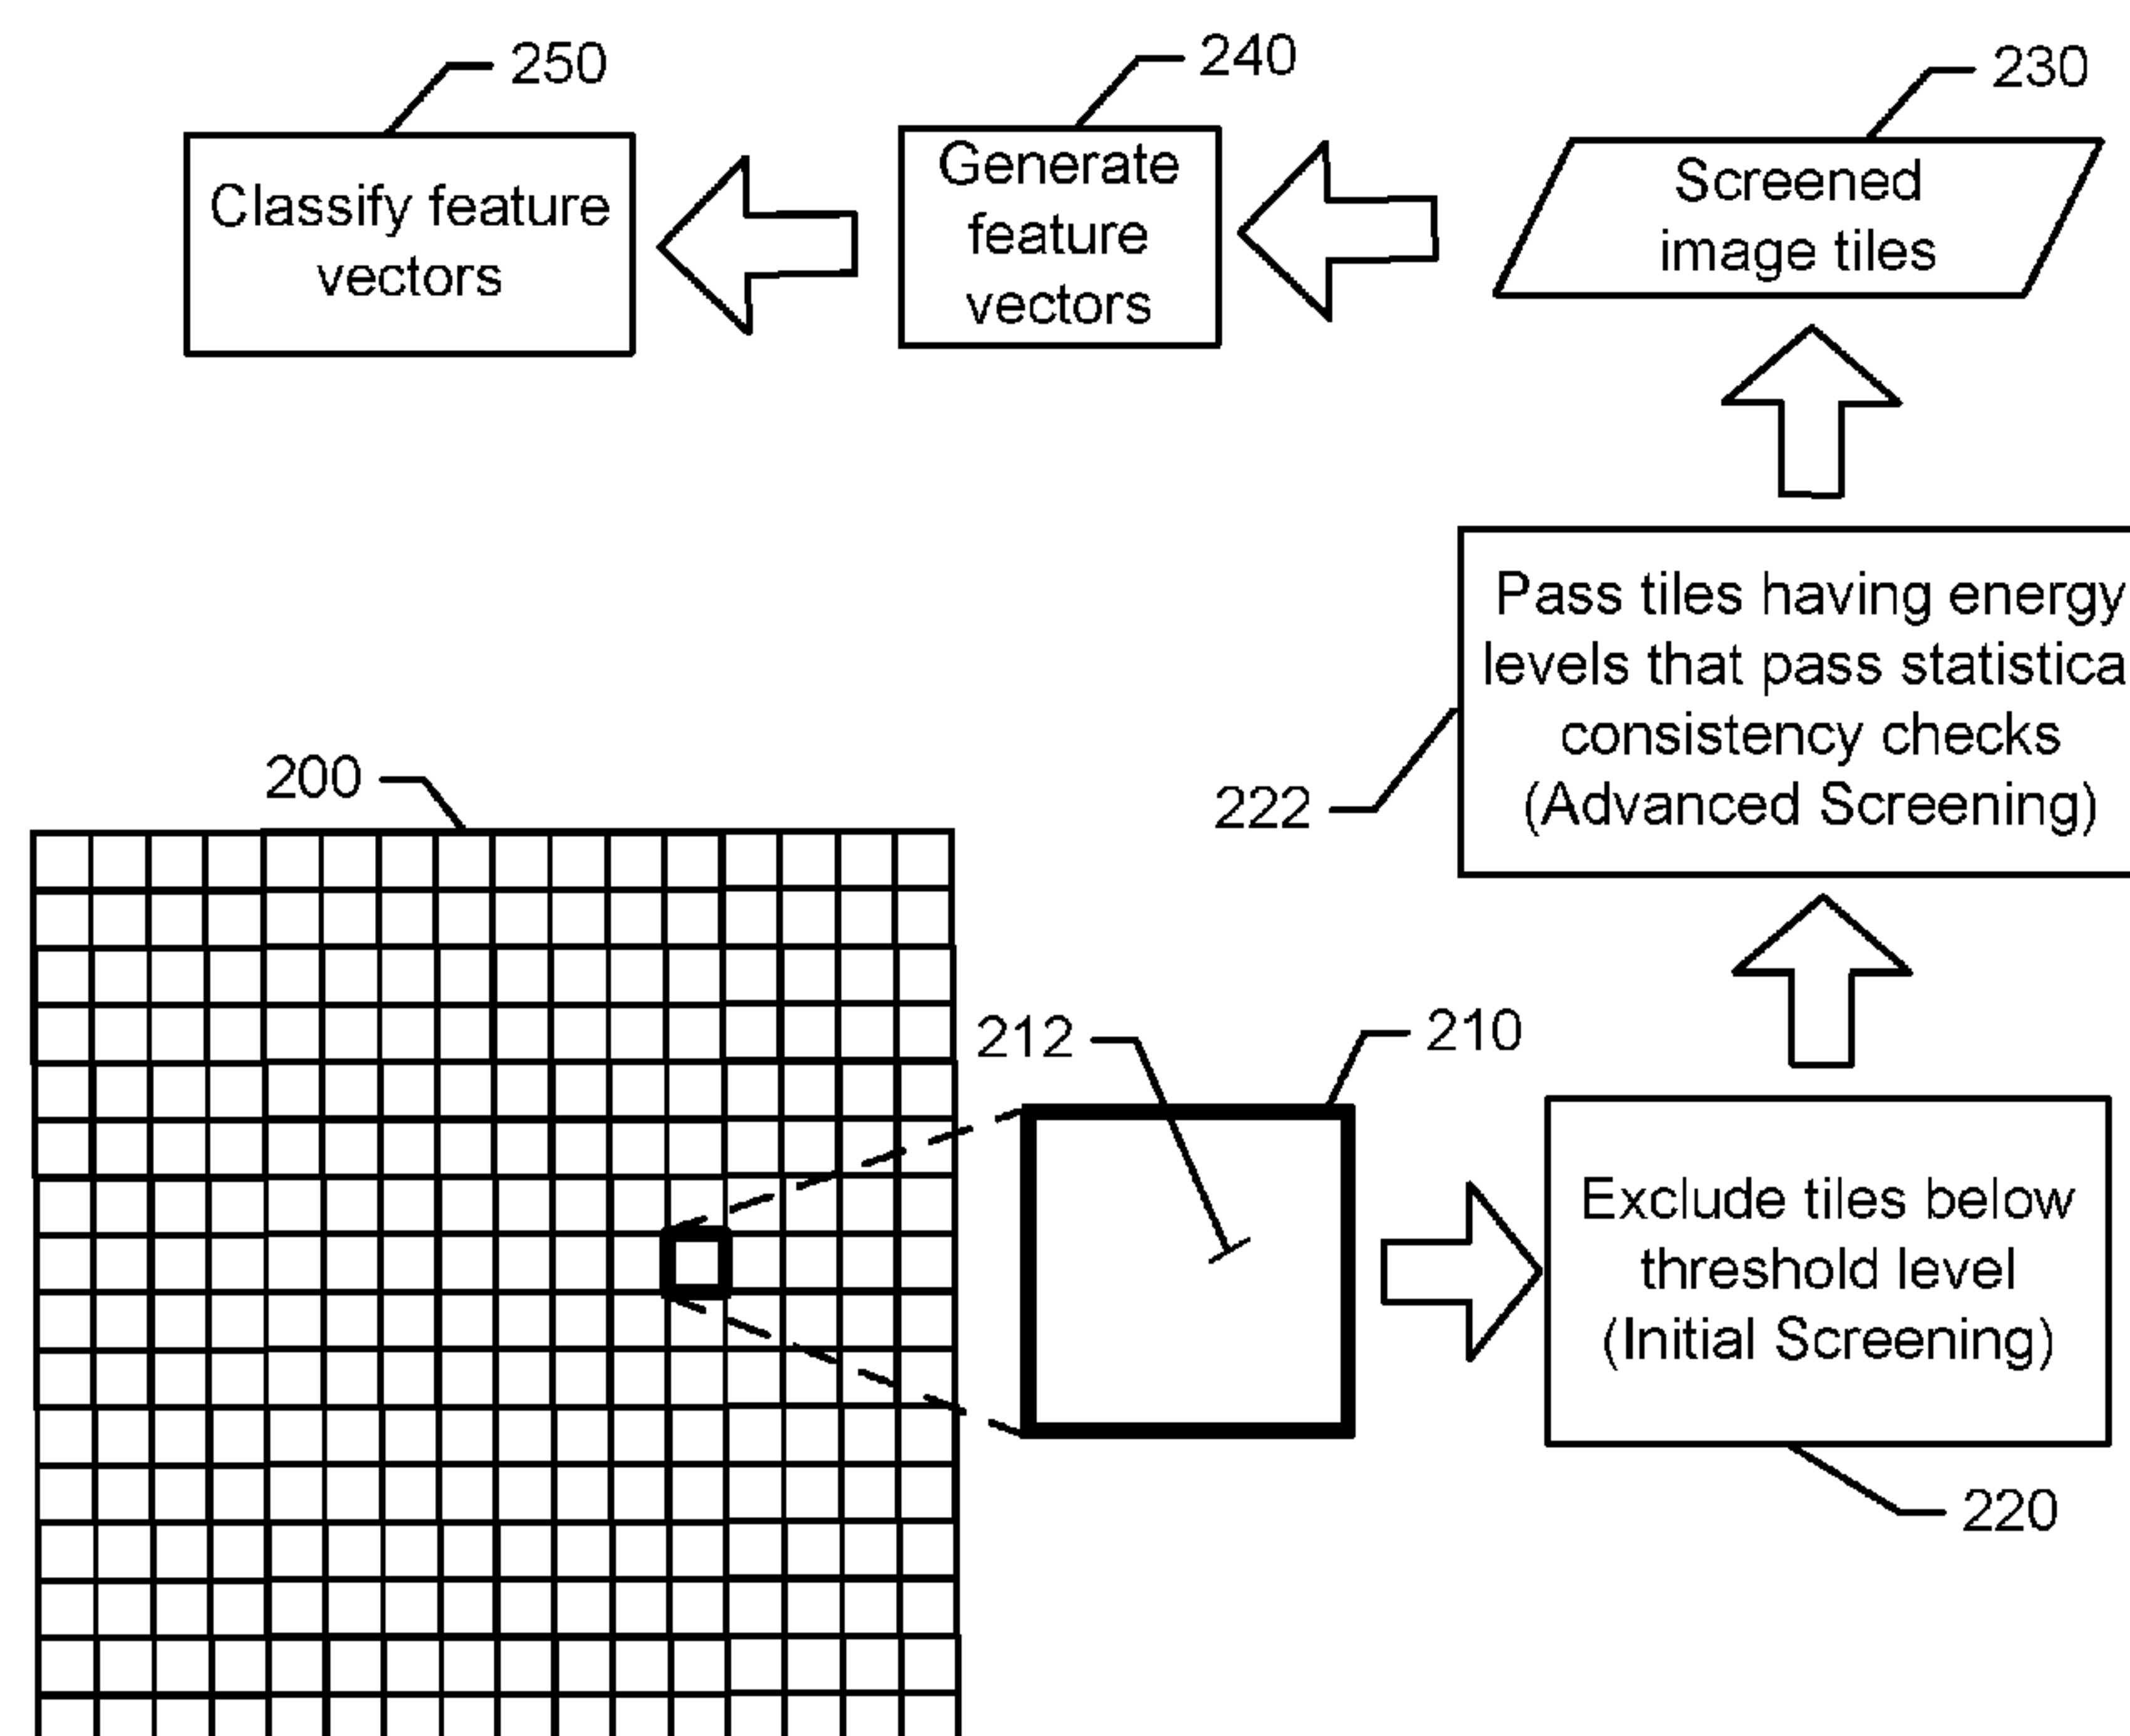 250
240
230
Classify feature
vectors
Generate
feature
vectors
Screened
image tiles
Pass tiles having energy
levels that pass statistica
consistency checks
(Advanced Screening)
222
200
212
210
Exclude tiles below
threshold level
(Initial Screening)
220